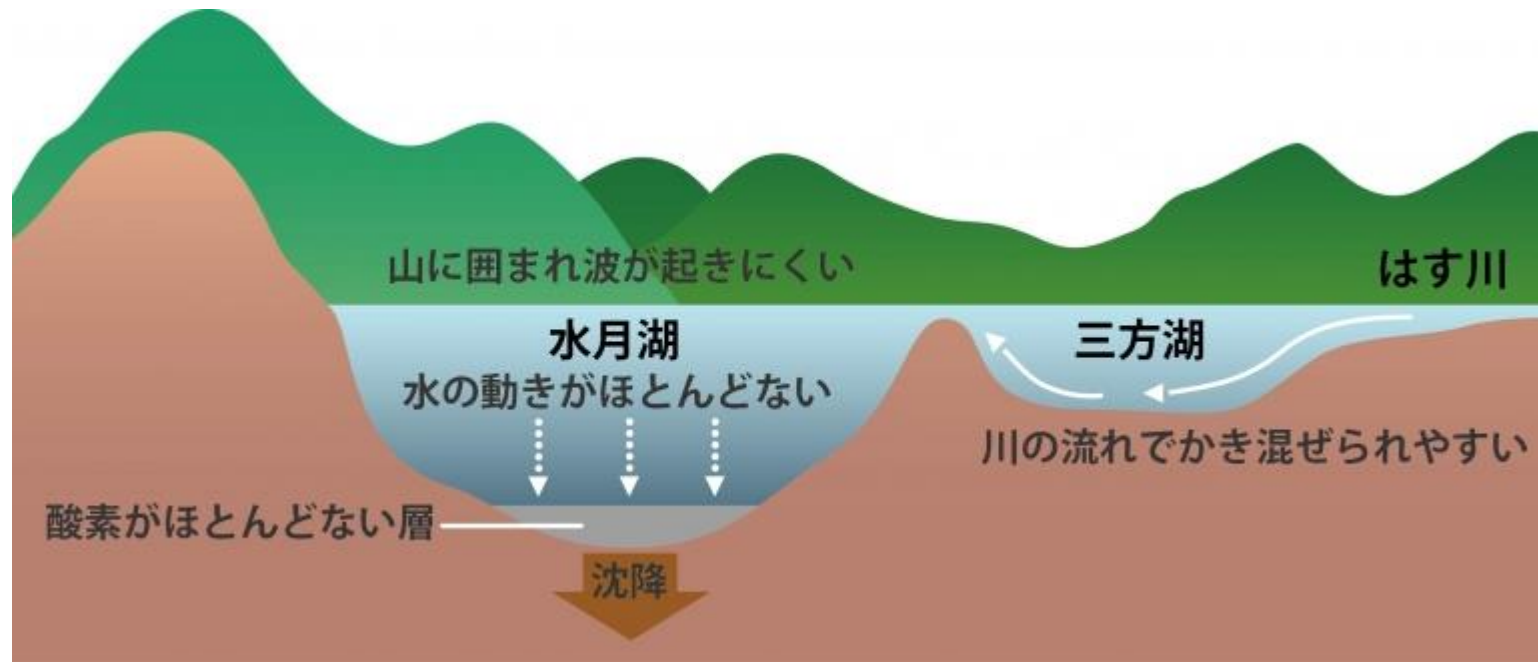 山に囲まれ波が起きにくい
はす川
水月湖
三方湖
水の動きがほとんどない
川の流れでかき混ぜられやすい
酸素がほとんどない層
沈降